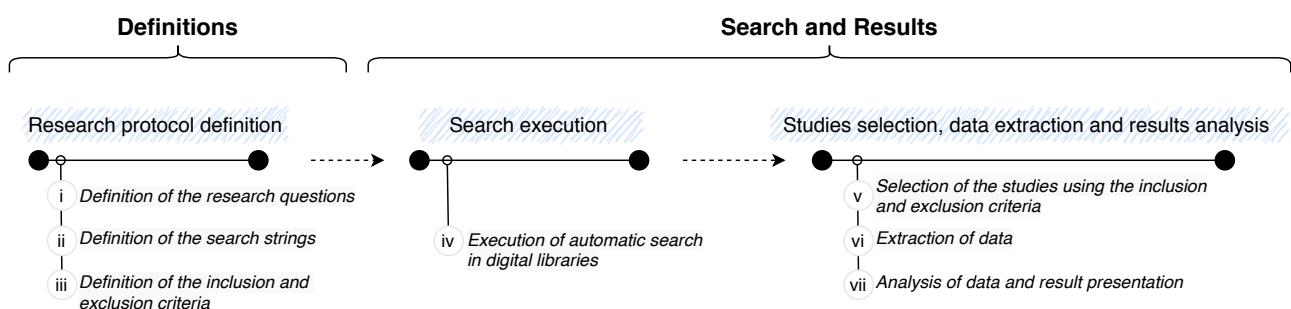 Definitions
Search and Results
Research protocol definition
Search execution
Studies selection, data extraction and results analysis
i
Definition of the research questions
ii
Definition of the search strings
iii
Definition of the inclusion and
exclusion criteria
iv
Execution of automatic search
in digital libraries
v
Selection of the studies using the inclusion
and exclusion criteria
vi
Extraction of data
vii
Analysis of data and result presentation